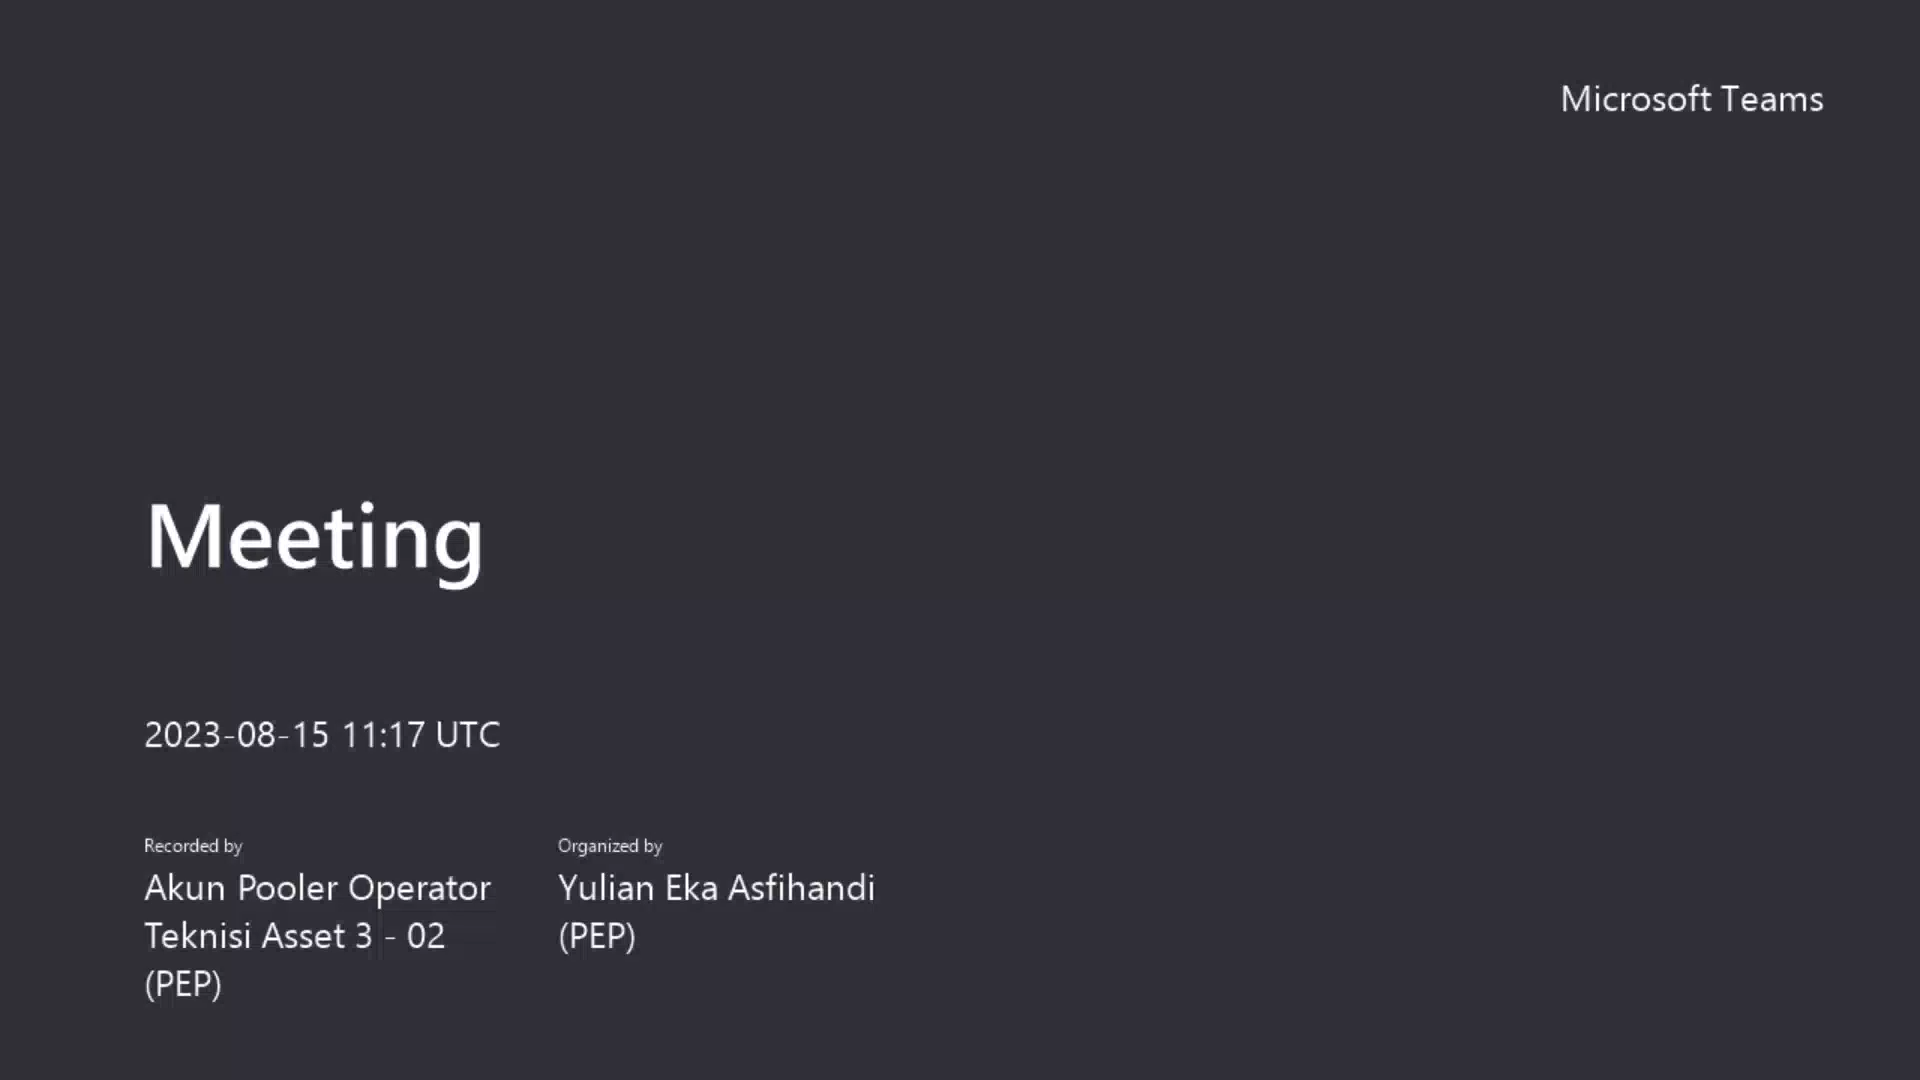 Microsoft Teams
Meeting
2023-08-15 11:17 UTC
Recorded by
Akun Pooler Operator
Teknisi Asset 3 - 02
(PEP)
Organized by
Yulian Eka Asfihandi
(PEP)